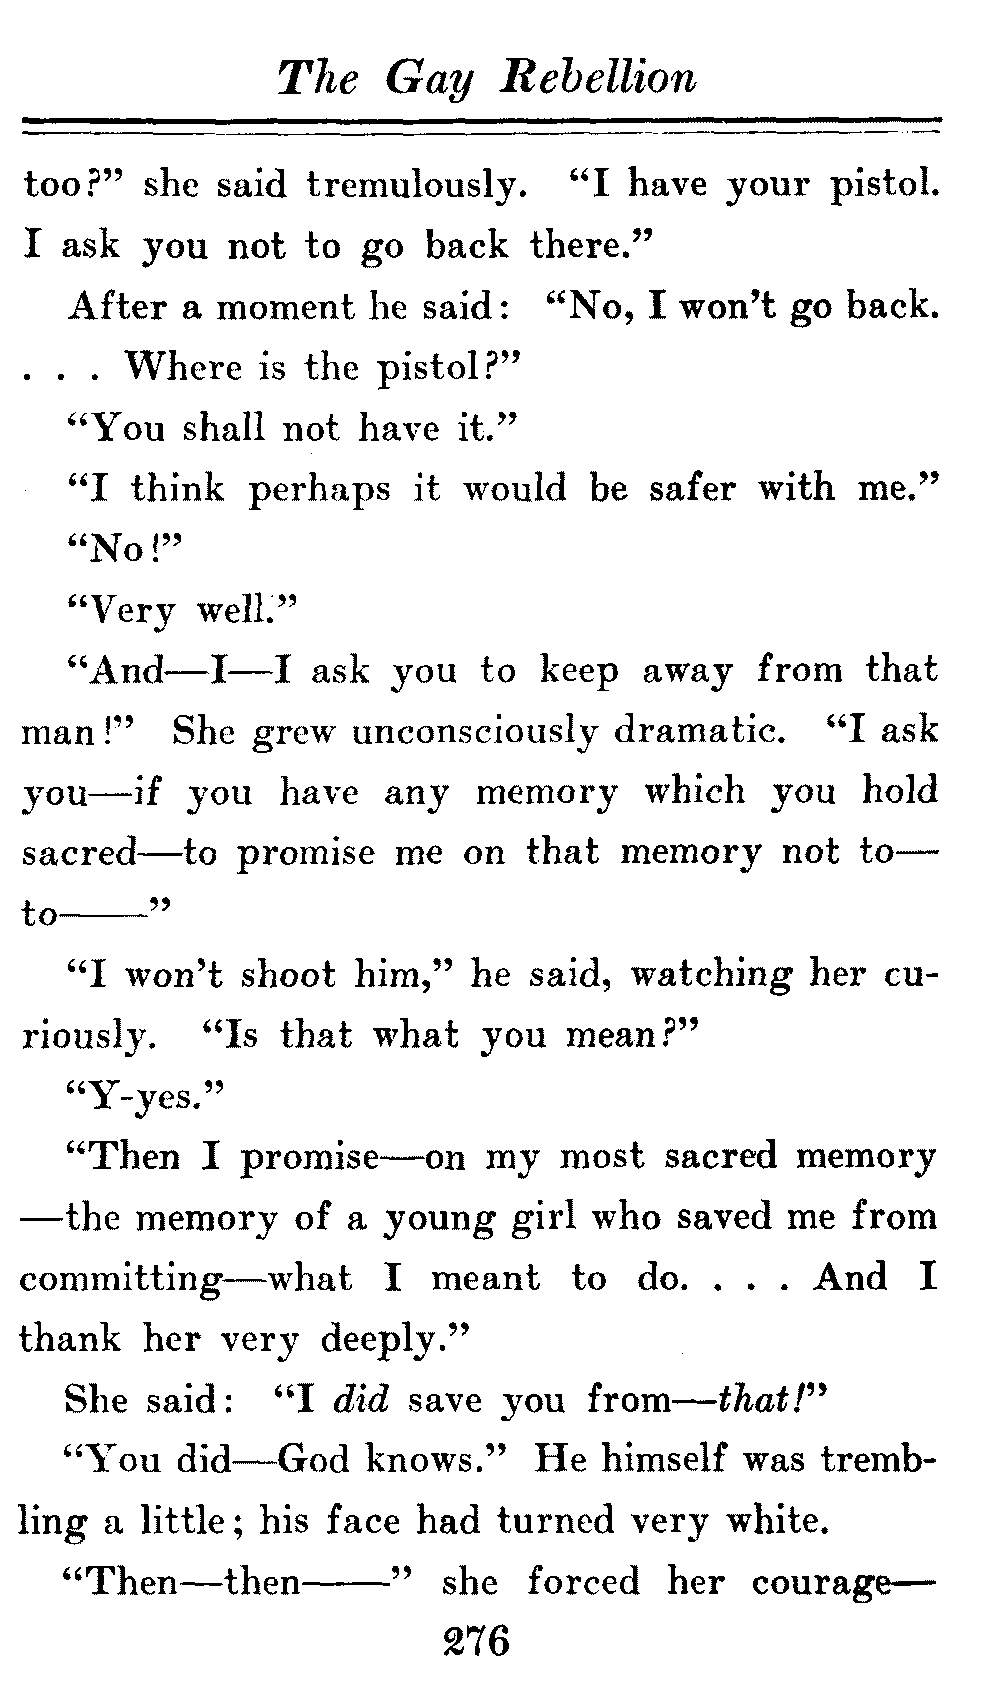 The Gay Rebellion
too?” she said tremulously. “I have your pistol.
I ask you not to go back there.”
After a moment he said: “No, I won’t go back.
. . . Where is the pistol?”
“You shall not have it.”
“I think perhaps it would be safer with me.”
“No!”
“Very well.”
“And—I—I ask you to keep away from that
man!” She grew unconsciously dramatic. “I ask
you—if you have any memory which you hold
sacred—to promise me on that memory not to—
to——”
“I won’t shoot him,” he said, watching her cu-
riously. “Is that what you mean?”
“Y-yes.”
“Then I promise—on my most sacred memory
—the memory of a young girl who saved me from
committing—what I meant to do. . . . And I
thank her very deeply.”
She said: “I did save you from—that!”
“You did—God knows.” He himself was tremb-
ling a little; his face had turned very white.
“Then—then——” she forced her courage—
276